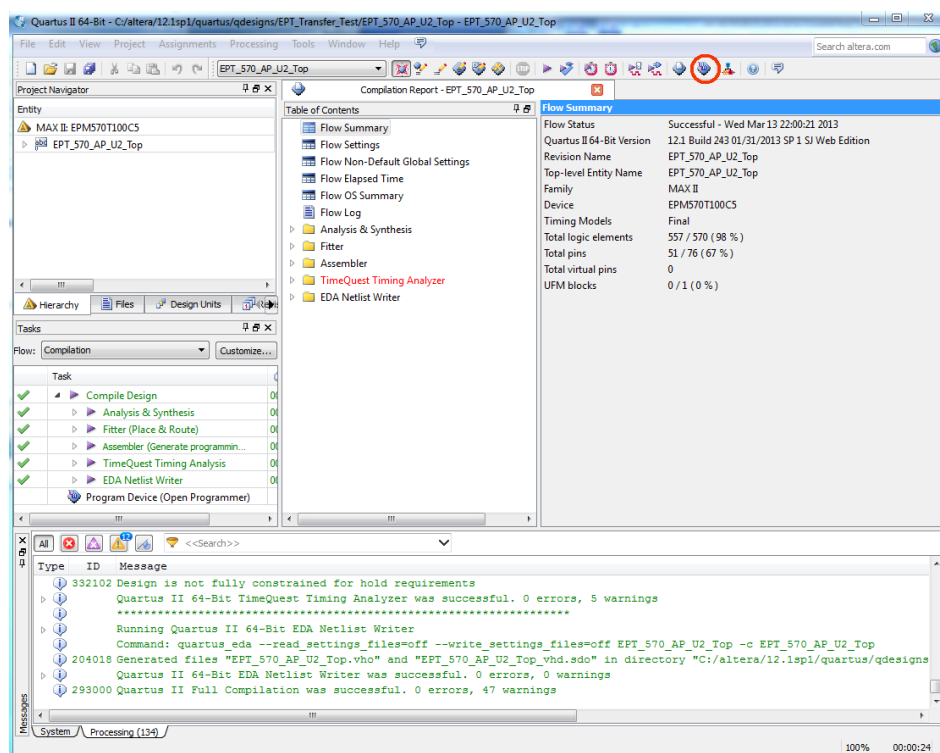 Quartus II 64-Bit - C:/altera/12.1sp1/quartus/qdesigns/EPT_Transfer_Test/EPT_570_AP_U2_Top - EPT_570_AP_U2_Top
File Edit View Project Assignments Processing Tools Window Help
Search altera.com
EPT_570_AP_U2_Top
Project Navigator
Entity
MAX II: EPM570T100C5
EPT_570_AP_U2_Top
Hierarchy Files Design Units
Tasks
Flow: Compilation Customize...
Task
Compile Design 00
Analysis & Synthesis 00
Fitter (Place & Route) 00
Assembler (Generate programmin... 00
TimeQuest Timing Analysis 00
EDA Netlist Writer 00
Program Device (Open Programmer)
Compilation Report - EPT_570_AP_U2_Top
Table of Contents
Flow Summary
Flow Settings
Flow Non-Default Global Settings
Flow Elapsed Time
Flow OS Summary
Flow Log
Analysis & Synthesis
Fitter
Assembler
TimeQuest Timing Analyzer
EDA Netlist Writer
Flow Summary
Flow Status Successful - Wed Mar 13 22:00:21 2013
Quartus II 64-Bit Version 12.1 Build 243 01/31/2013 SP 1 SJ Web Edition
Revision Name EPT_570_AP_U2_Top
Top-level Entity Name EPT_570_AP_U2_Top
Family MAX II
Device EPM570T100C5
Timing Models Final
Total logic elements 557 / 570 ( 98 % )
Total pins 51 / 76 ( 67 % )
Total virtual pins 0
UFM blocks 0 / 1 ( 0 % )
All 12 <<Search>>
Type ID Message
332102 Design is not fully constrained for hold requirements
Quartus II 64-Bit TimeQuest Timing Analyzer was successful. 0 errors, 5 warnings
*******************************************************************
Running Quartus II 64-Bit EDA Netlist Writer
Command: quartus_eda --read_settings_files=off --write_settings_files=off EPT_570_AP_U2_Top -c EPT_570_AP_U2_Top
204018 Generated files "EPT_570_AP_U2_Top.vho" and "EPT_570_AP_U2_Top_vhd.sdo" in directory "C:/altera/12.1sp1/quartus/qdesigns
Quartus II 64-Bit EDA Netlist Writer was successful. 0 errors, 0 warnings
293000 Quartus II Full Compilation was successful. 0 errors, 47 warnings
Messages
System Processing (134)
100% 00:00:24